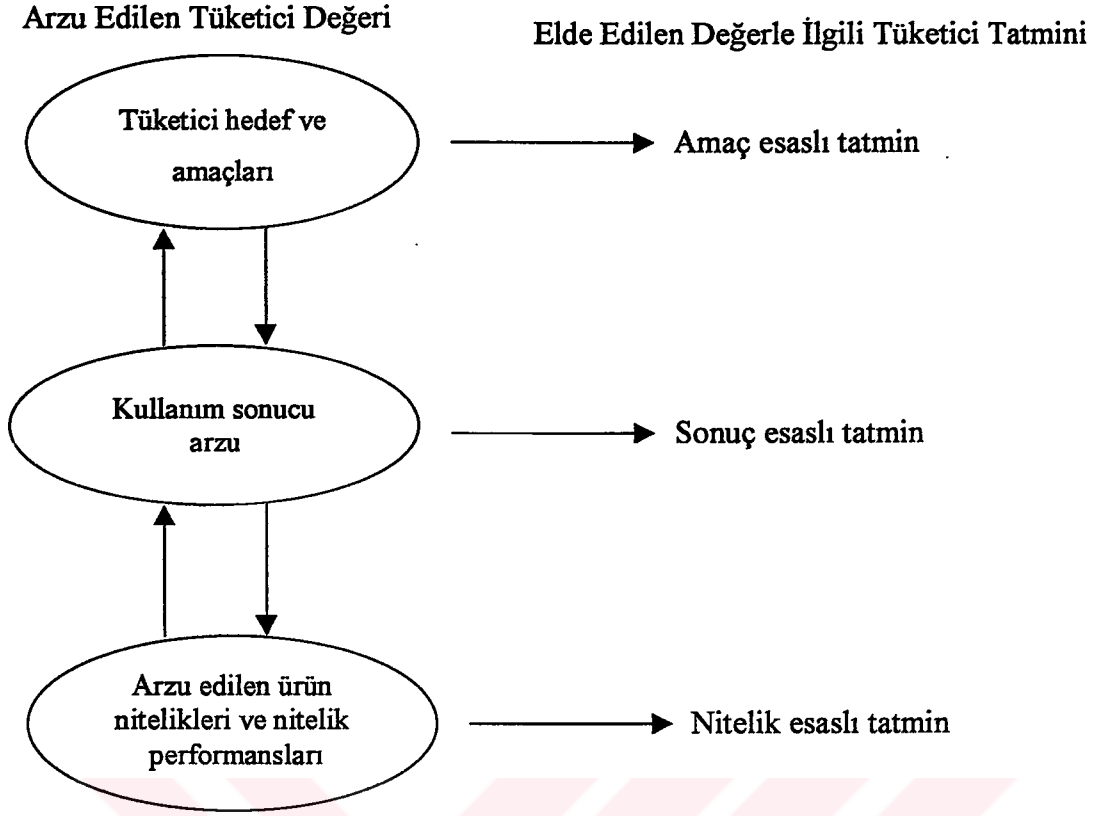 Arzu Edilen Tüketici Değeri
Elde Edilen Değerle İlgili Tüketici Tatmini
Tüketici hedef ve
amaçları
Amaç esaslı tatmin
Kullanım sonucu
arzu
Sonuç esaslı tatmin
Arzu edilen ürün
nitelikleri ve nitelik
performansları
Nitelik esaslı tatmin